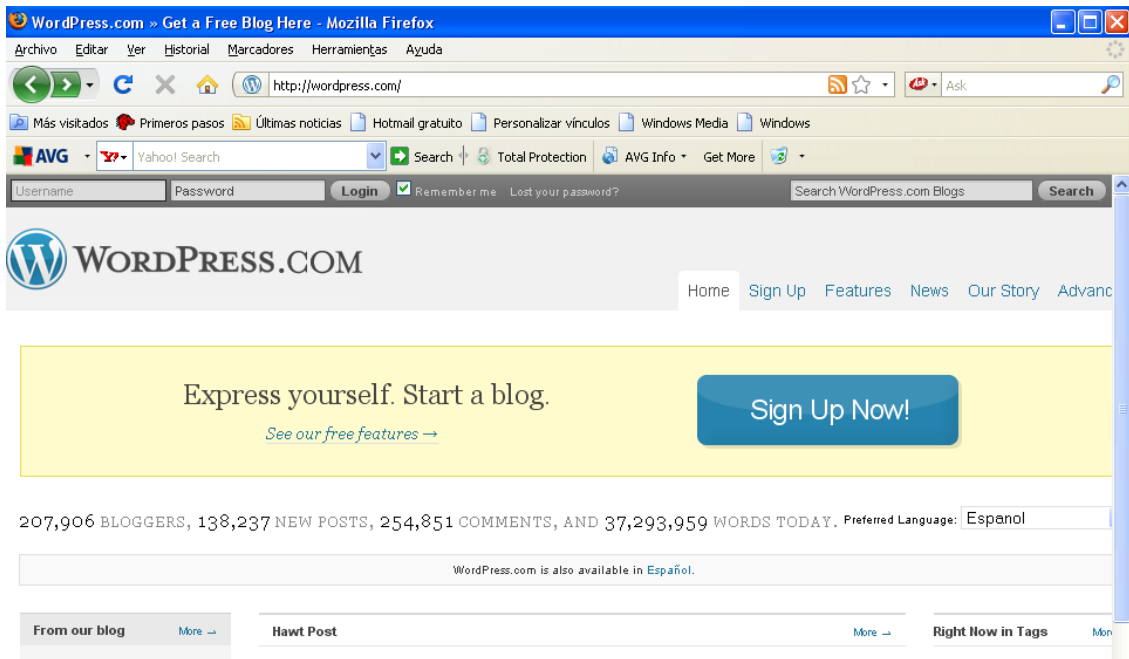 WordPress.com » Get a Free Blog Here - Mozilla Firefox
Archivo Editar Ver Historial Marcadores Herramientas Ayuda
http://wordpress.com/ Ask
Más visitados Primeros pasos Últimas noticias Hotmail gratuito Personalizar vínculos Windows Media Windows
AVG Yahoo! Search Search Total Protection AVG Info Get More
Username Password Login Remember me Lost your password? Search WordPress.com Blogs Search
WORDPRESS.COM
Home Sign Up Features News Our Story Advanc
Express yourself. Start a blog.
Sign Up Now!
See our free features →
207,906 BLOGGERS, 138,237 NEW POSTS, 254,851 COMMENTS, AND 37,293,959 WORDS TODAY. Preferred Language: Espanol
WordPress.com is also available in Español.
From our blog More → Hawt Post More → Right Now in Tags Mor